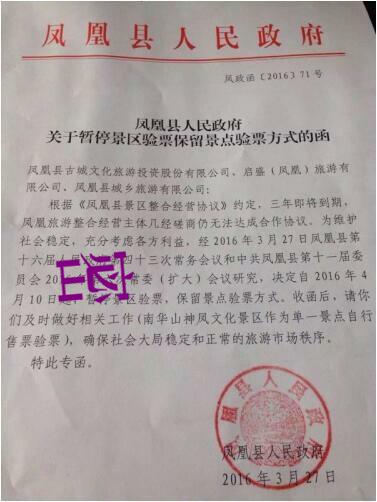 凤凰县人民政府
凤政函〔2016〕71号
凤凰县人民政府
关于暂停景区验票保留景点验票方式的函
凤凰县古城文化旅游投资股份有限公司、启盛（凤凰）旅游有
限公司、凤凰县城乡旅游有限公司：
根据《凤凰县景区整合经营协议》约定，三年即将到期，
凤凰旅游整合经营主体几经磋商仍无法达成合作协议。为维护
社会稳定，充分考虑各方利益，经2016年3月27日凤凰县第
十六届 四十三次常务会议和中共凤凰县第十一届委
员会 常委（扩大）会议研究，决定自2016年4
月10日 暂停景区验票，保留景点验票方式。收函后，请你
们及时做好相关工作(南华山神凤文化景区作为单一景点自行
售票验票)，确保社会大局稳定和正常的旅游市场秩序。
特此专函。
凤凰县人民政府
2016年3月27日
凤凰县人民政府